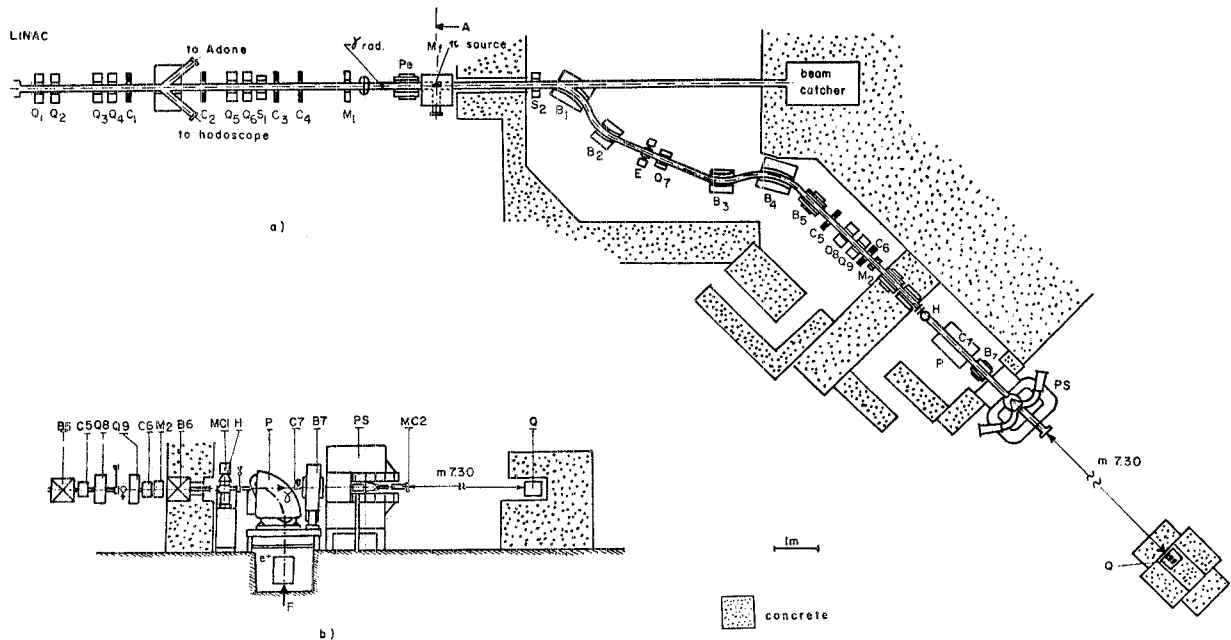 LINAC
to Adone
to hodoscope
Q1 Q2 Q3 Q4 C1 C2 Q5 Q6 S1 C3 C4 M1
γ rad.
Pe
A
π source
S2
B1
beam
catcher
B2
E
Q7
B3
B4
B5
C5
Q8
Q9
C6
M2
H
P
C7
B7
PS
m 7.30
Q
a)
B5 C5 Q8 Q9 C6 M2 B6 MC1 H P C7 B7 PS MC2 Q
γ
m 7.30
e+
F
b)
1m
concrete